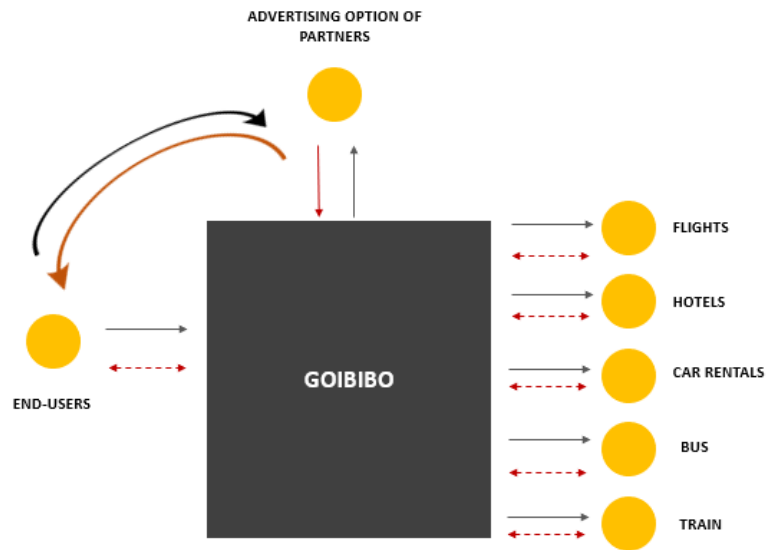 ADVERTISING OPTION OF
PARTNERS
FLIGHTS
HOTELS
CAR RENTALS
GOIBIBO
END-USERS
BUS
TRAIN